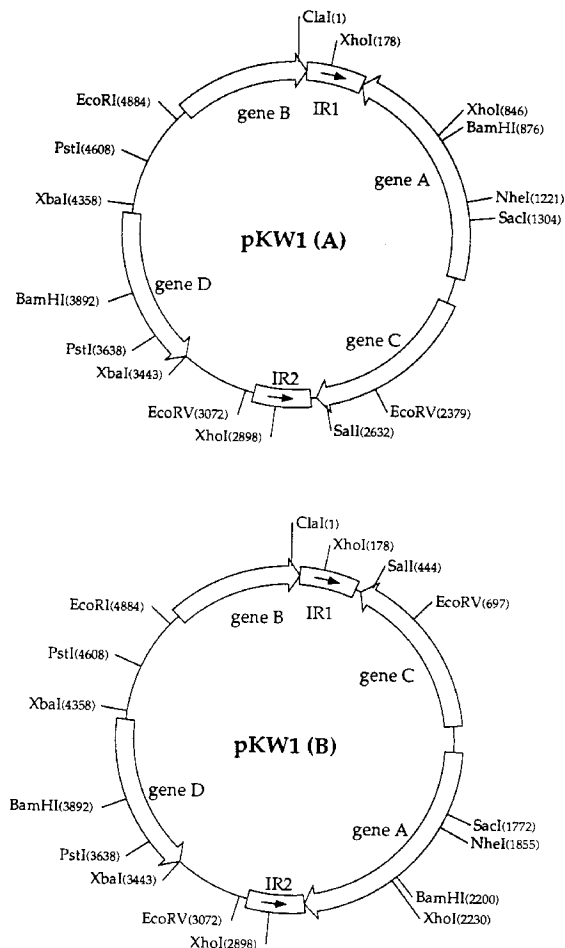 ClaI(1)
XhoI(178)
EcoRI(4884)
gene B
IR1
XhoI(846)
BamHI(876)
PstI(4608)
gene A
XbaI(4358)
NheI(1221)
SacI(1304)
pKW1 (A)
gene D
BamHI(3892)
gene C
PstI(3638)
XbaI(3443)
IR2
EcoRV(3072)
EcoRV(2379)
XhoI(2898)
SalI(2632)
ClaI(1)
XhoI(178)
SalI(444)
EcoRI(4884)
gene B
IR1
EcoRV(697)
PstI(4608)
gene C
XbaI(4358)
pKW1 (B)
gene D
BamHI(3892)
SacI(1772)
gene A
NheI(1855)
PstI(3638)
XbaI(3443)
IR2
BamHI(2200)
EcoRV(3072)
XhoI(2230)
XhoI(2898)